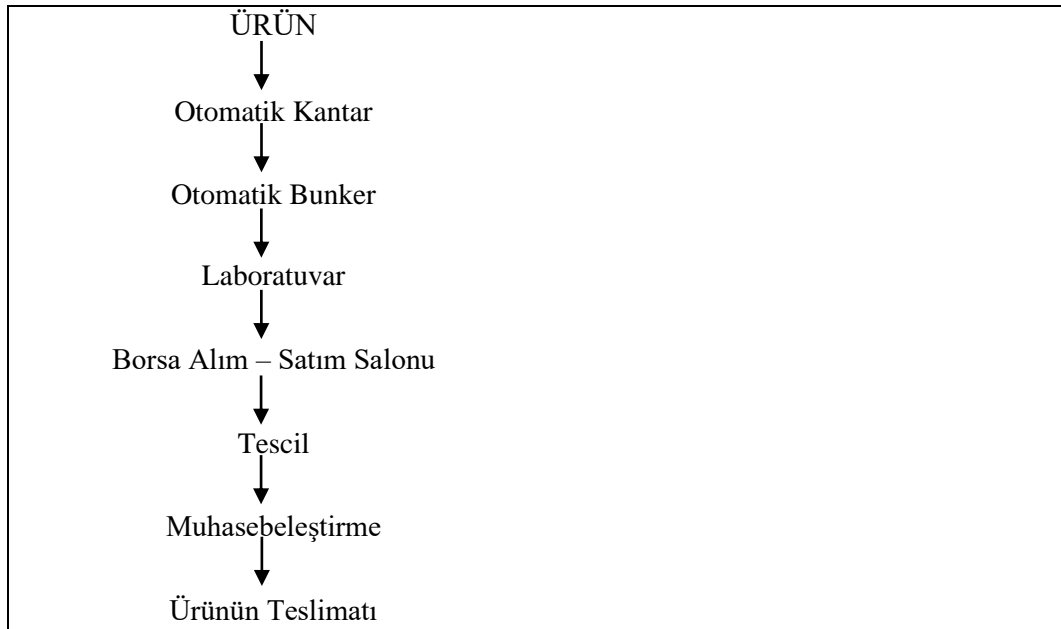 ÜRÜN
Otomatik Kantar
Otomatik Bunker
Laboratuvar
Borsa Alım – Satım Salonu
Tescil
Muhasebeleştirme
Ürünün Teslimatı